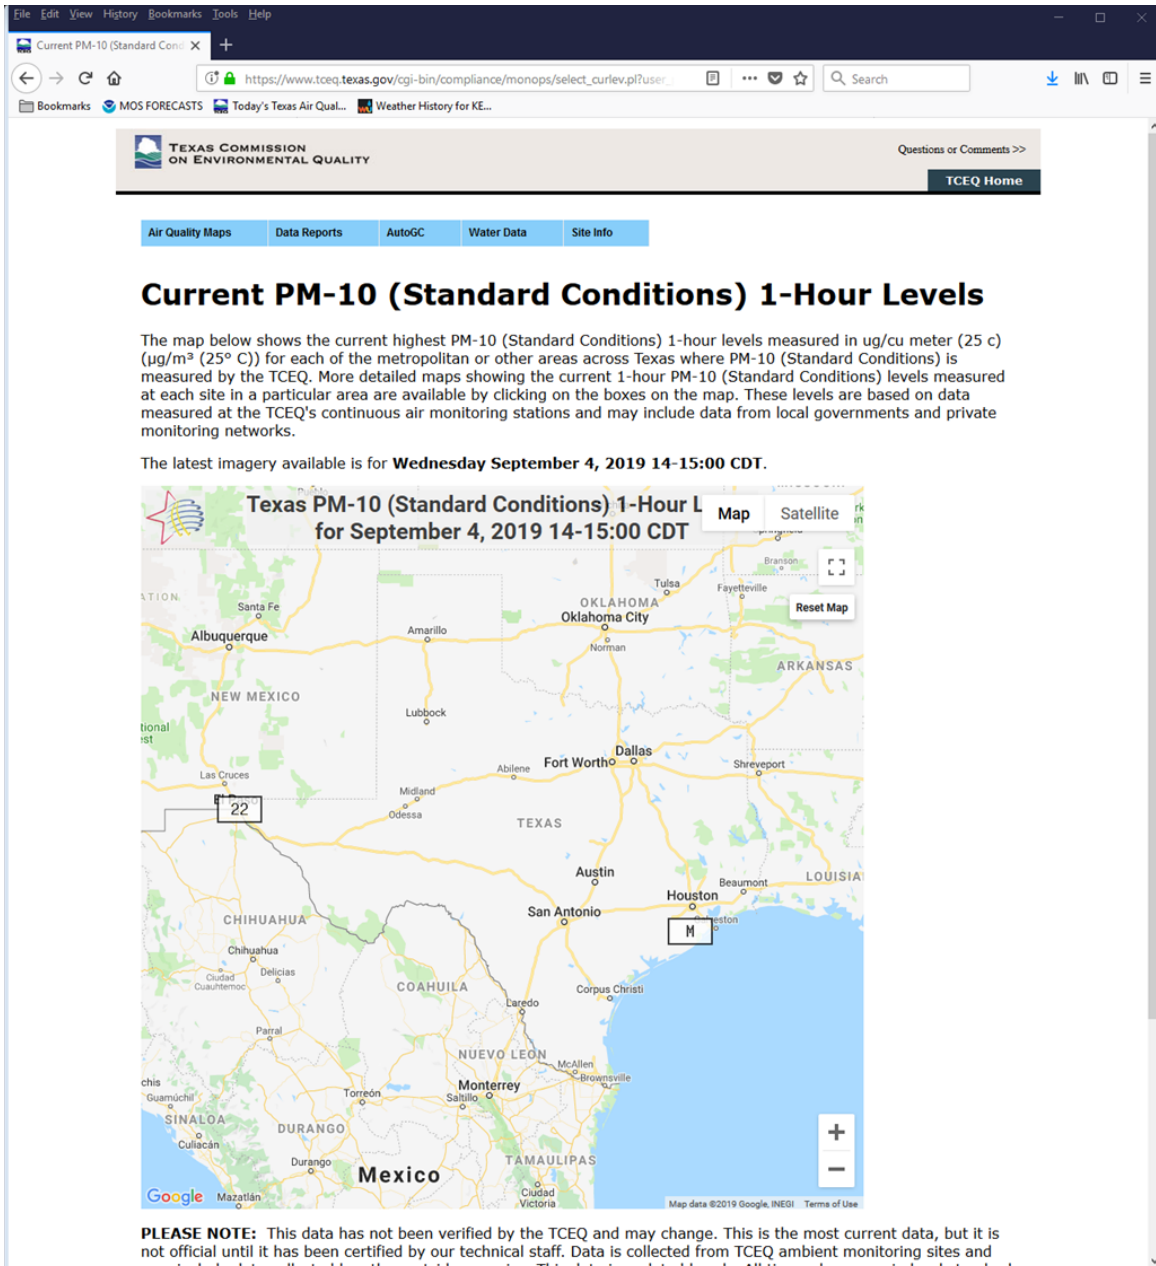 File Edit View History Bookmarks Tools Help
Current PM-10 (Standard Cond
https://www.tceq.texas.gov/cgi-bin/compliance/monops/select_curlev.pl?user_
Search
Bookmarks MOS FORECASTS Today's Texas Air Qual... Weather History for KE...
TEXAS COMMISSION
ON ENVIRONMENTAL QUALITY
Questions or Comments >>
TCEQ Home
Air Quality Maps Data Reports AutoGC Water Data Site Info
Current PM-10 (Standard Conditions) 1-Hour Levels
The map below shows the current highest PM-10 (Standard Conditions) 1-hour levels measured in ug/cu meter (25 c)
(µg/m³ (25° C)) for each of the metropolitan or other areas across Texas where PM-10 (Standard Conditions) is
measured by the TCEQ. More detailed maps showing the current 1-hour PM-10 (Standard Conditions) levels measured
at each site in a particular area are available by clicking on the boxes on the map. These levels are based on data
measured at the TCEQ's continuous air monitoring stations and may include data from local governments and private
monitoring networks.
The latest imagery available is for Wednesday September 4, 2019 14-15:00 CDT.
Texas PM-10 (Standard Conditions) 1-Hour L
for September 4, 2019 14-15:00 CDT
Map Satellite
Branson
Tulsa
Fayetteville
Reset Map
Santa Fe
OKLAHOMA
Oklahoma City
Albuquerque
Amarillo
Norman
ARKANSAS
NEW MEXICO
Lubbock
Dallas
Fort Worth
Abilene
Shreveport
Las Cruces
Midland
Odessa
22
TEXAS
Austin
Houston
Beaumont
LOUISIA
San Antonio
M
CHIHUAHUA
Chihuahua
Ciudad
Cuauhtemoc
Delicias
COAHUILA
Corpus Christi
Laredo
Parral
NUEVO LEON
McAllen
Brownsville
Guamúchil
Torreón
Monterrey
Saltillo
SINALOA
DURANGO
Culiacán
Durango
Mexico
TAMAULIPAS
Ciudad
Victoria
Mazatlán
Google
Map data ©2019 Google, INEGI Terms of Use
PLEASE NOTE: This data has not been verified by the TCEQ and may change. This is the most current data, but it is
not official until it has been certified by our technical staff. Data is collected from TCEQ ambient monitoring sites and